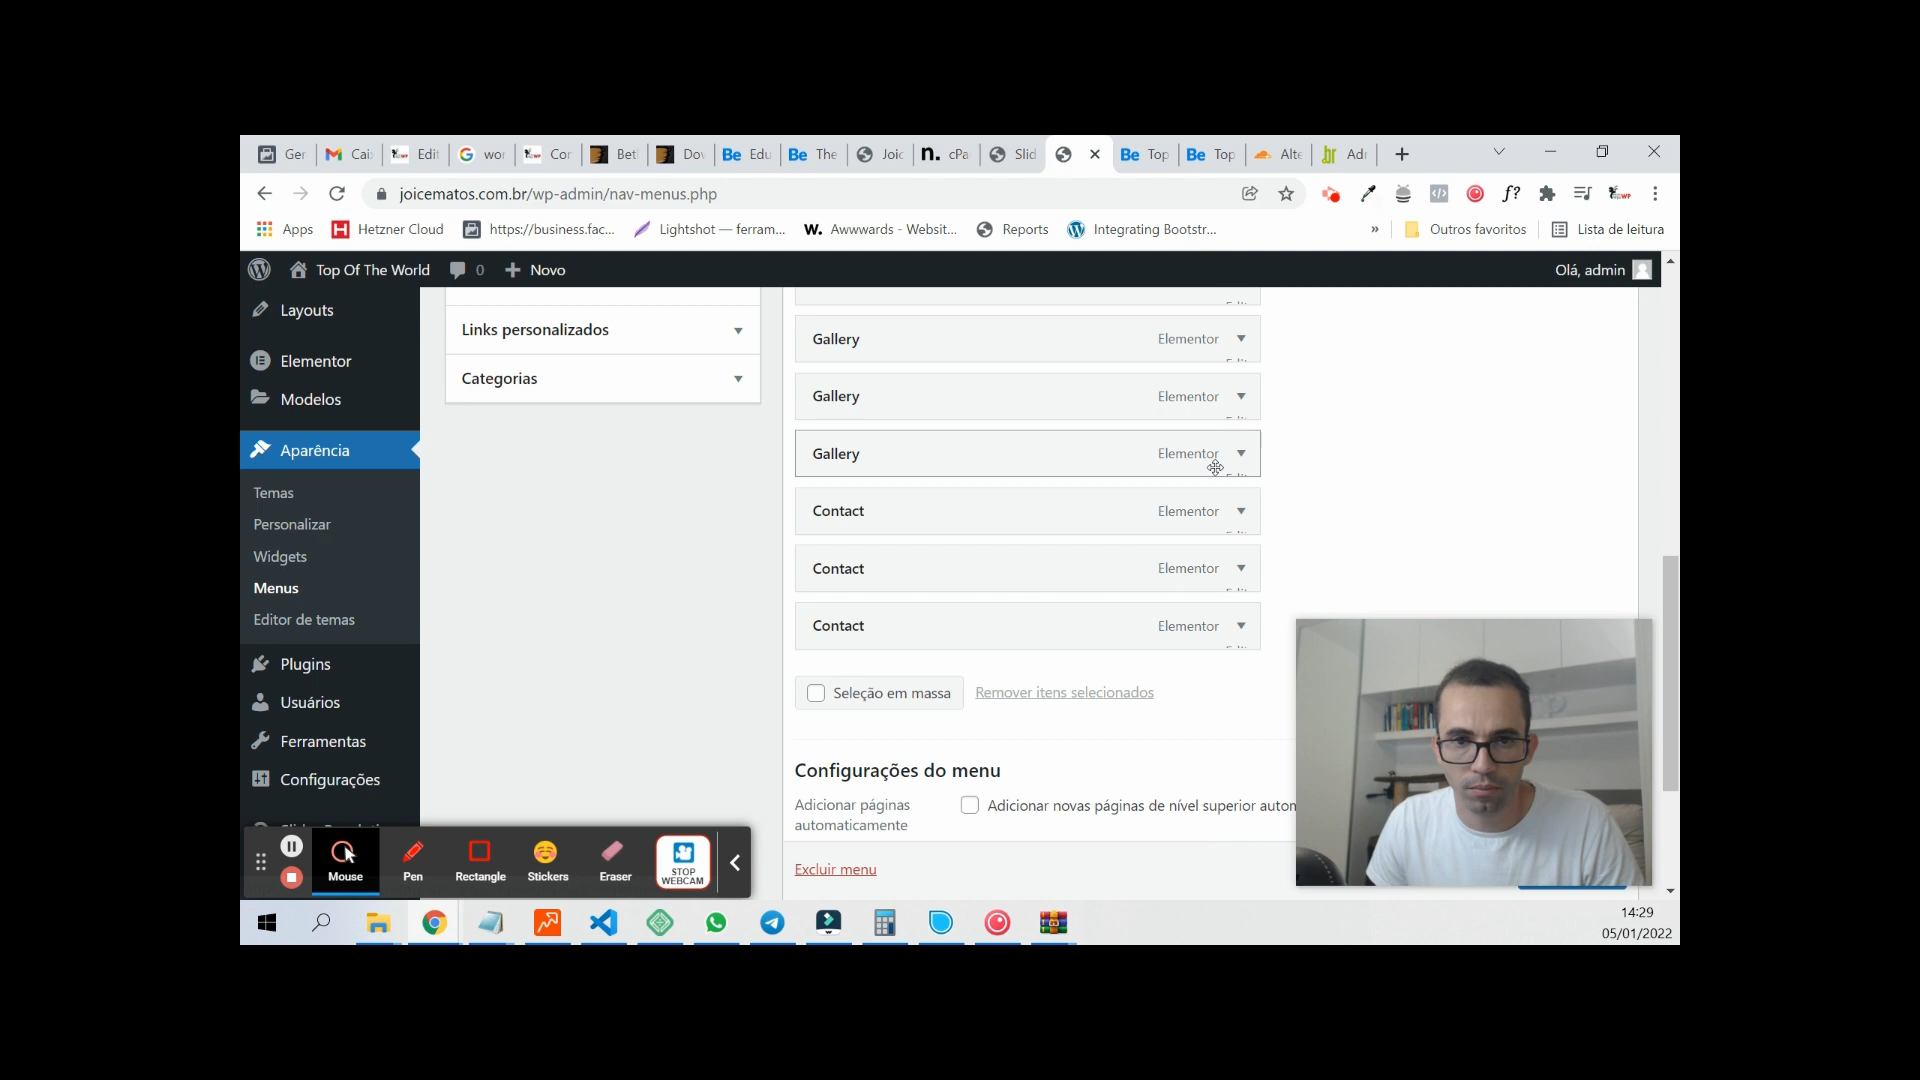 Ger
Cai
Edit
wor
Cor
Bet
Dov
Be Edu
Be The
Joic
n. cPa
Slid
Be Top
Be Top
Alte
Adr
joicematos.com.br/wp-admin/nav-menus.php
f?
Apps
Hetzner Cloud
https://business.fac...
Lightshot — ferram...
W. Awwwards - Websit...
Reports
Integrating Bootstr...
»
Outros favoritos
Lista de leitura
Top Of The World
0
Novo
Olá, admin
Layouts
Elementor
Modelos
Aparência
Temas
Personalizar
Widgets
Menus
Editor de temas
Plugins
Usuários
Ferramentas
Configurações
Links personalizados
Categorias
Gallery Elementor
Gallery Elementor
Gallery Elementor
Contact Elementor
Contact Elementor
Contact Elementor
Seleção em massa
Remover itens selecionados
Configurações do menu
Adicionar páginas
automaticamente
Adicionar novas páginas de nível superior autom
Excluir menu
Mouse
Pen
Rectangle
Stickers
Eraser
STOP
WEBCAM
14:29
05/01/2022